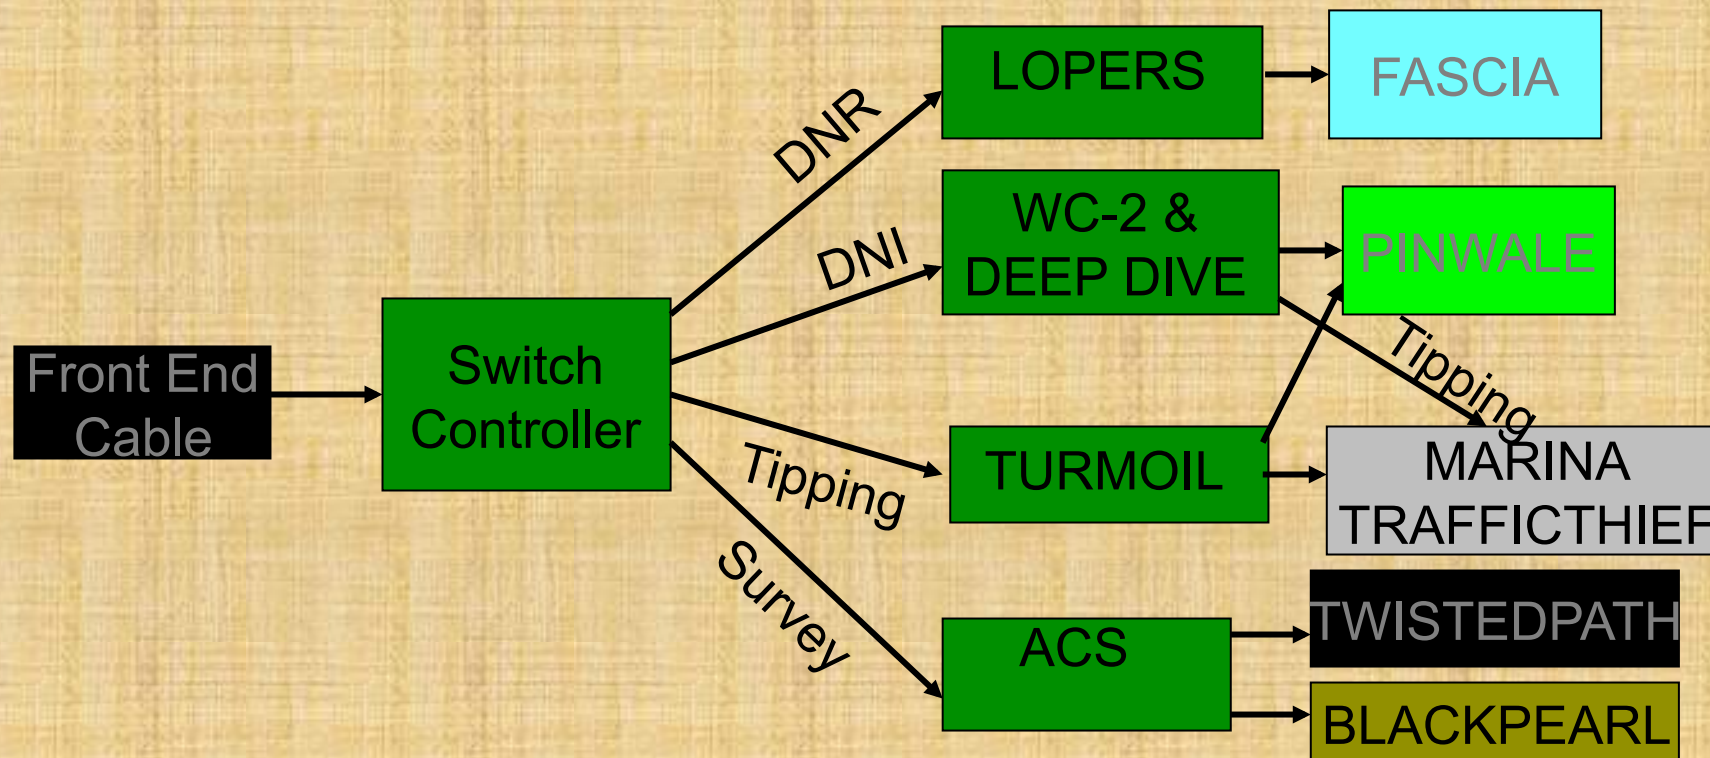 LOPERS
FASCIA
DNR
WC-2 &
DEEP DIVE
PINWALE
DNI
Tipping
Front End
Cable
Switch
Controller
Tipping
TURMOIL
MARINA
TRAFFICTHIEF
Survey
ACS
TWISTEDPATH
BLACKPEARL